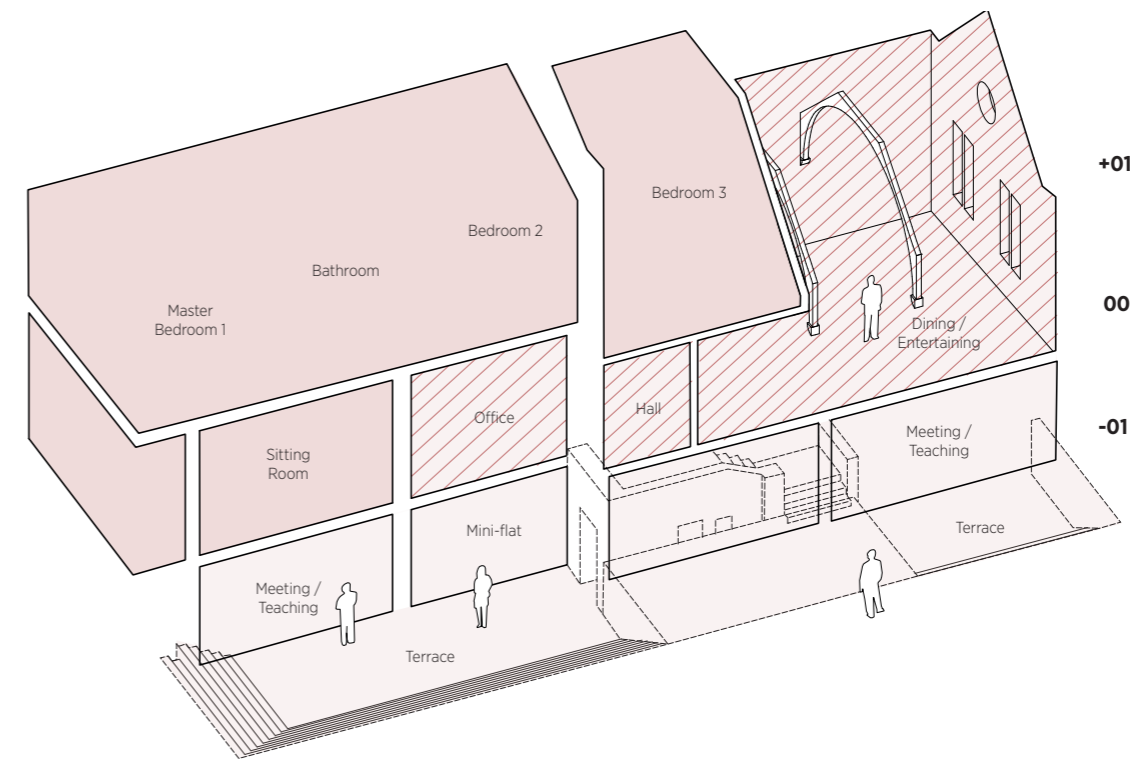 +01
Bedroom 3
Bedroom 2
Bathroom
Master
Bedroom 1
00
Dining /
Entertaining
Hall
Office
Sitting
Room
-01
Meeting /
Teaching
Mini-flat
Terrace
Meeting /
Teaching
Terrace